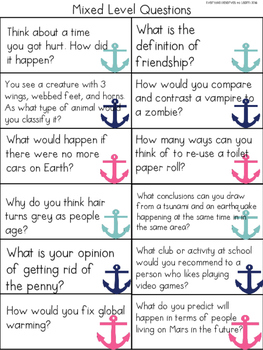 Mixed Level Questions
Think about a time
you got hurt. How did
it happen?
What is the
definition of
friendship?
You see a creature with 3
wings, webbed feet, and horns.
As what type of animal would
you classify it?
How would you compare
and contrast a vampire to
a zombie?
What would happen if
there were no more
cars on Earth?
How many ways can you
think of to re-use a toilet
paper roll?
Why do you think hair
turns grey as people
age?
What conclusions can you draw
from a tsunami and an earthquake
happening at the same time in in
the same area?
What is your opinion
of getting rid of
the penny?
What club or activity at school
would you recommend to a
person who likes playing
video games?
How would you fix global
warming?
What do you predict will
happen in terms of people
living on Mars in the future?